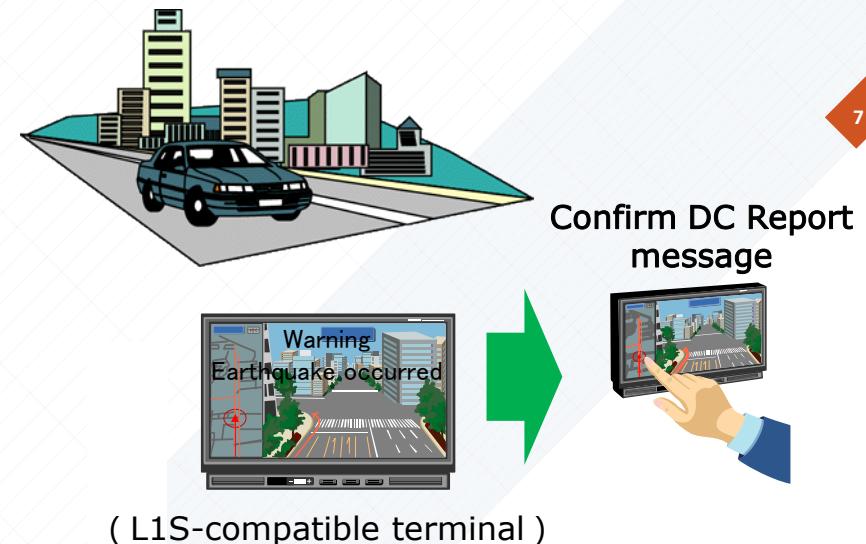 7
Confirm DC Report
message
Warning
Earthquake occurred
( L1S-compatible terminal )